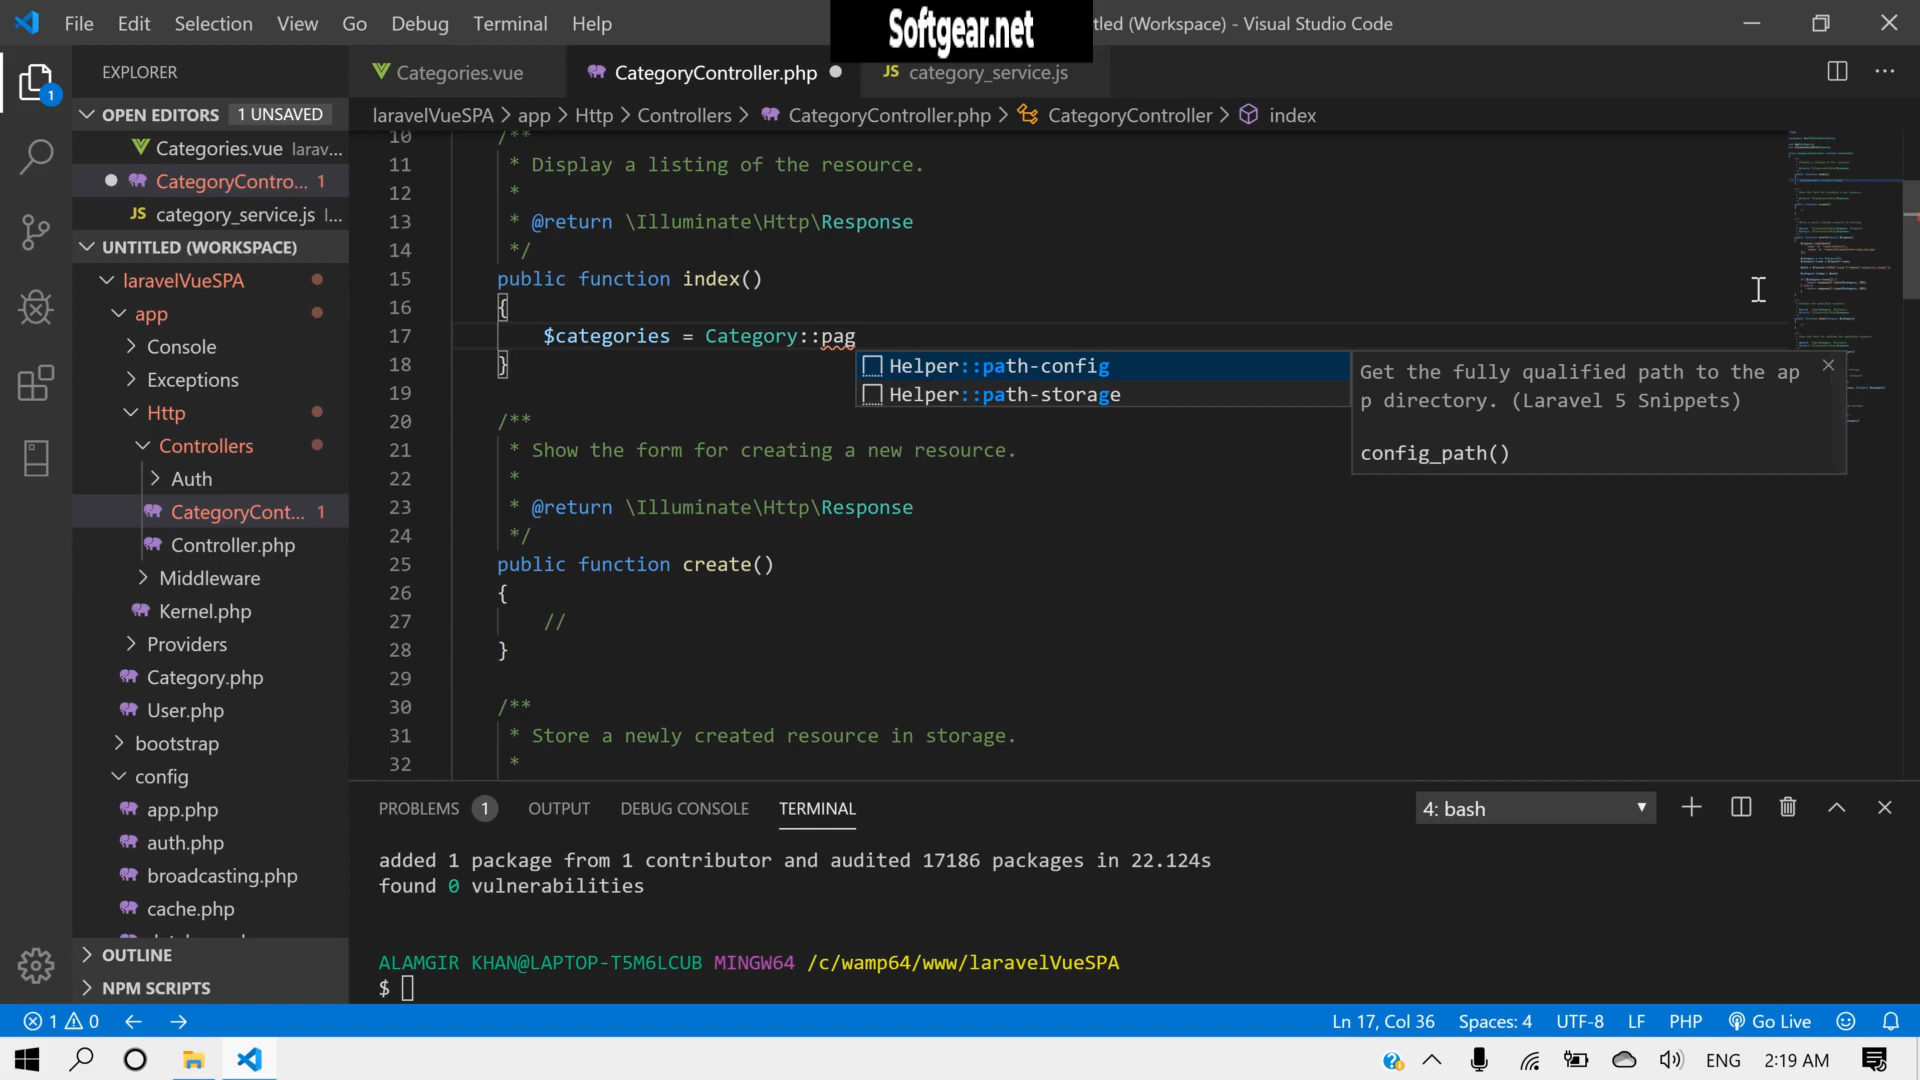 File Edit Selection View Go Debug Terminal Help
Softgear.net
tled (Workspace) - Visual Studio Code
EXPLORER
Categories.vue
CategoryController.php
JS category_service.js
OPEN EDITORS 1 UNSAVED
laravelVueSPA > app > Http > Controllers > CategoryController.php > CategoryController > index
Categories.vue larav...
CategoryContro... 1
JS category_service.js l...
UNTITLED (WORKSPACE)
laravelVueSPA
app
Console
Exceptions
Http
Controllers
Auth
CategoryCont... 1
Controller.php
Middleware
Kernel.php
Providers
Category.php
User.php
bootstrap
config
app.php
auth.php
broadcasting.php
cache.php
OUTLINE
NPM SCRIPTS
10 /**
11 * Display a listing of the resource.
12 *
13 * @return \Illuminate\Http\Response
14 */
15 public function index()
16 {
17 $categories = Category::pag
18 }
19
20 /**
21 * Show the form for creating a new resource.
22 *
23 * @return \Illuminate\Http\Response
24 */
25 public function create()
26 {
27 //
28 }
29
30 /**
31 * Store a newly created resource in storage.
32 *
Helper::path-config
Helper::path-storage
Get the fully qualified path to the ap
p directory. (Laravel 5 Snippets)
config_path()
PROBLEMS 1 OUTPUT DEBUG CONSOLE TERMINAL
4: bash
added 1 package from 1 contributor and audited 17186 packages in 22.124s
found 0 vulnerabilities
ALAMGIR KHAN@LAPTOP-T5M6LCUB MINGW64 /c/wamp64/www/laravelVueSPA
$
1 0
Ln 17, Col 36 Spaces: 4 UTF-8 LF PHP Go Live
ENG 2:19 AM